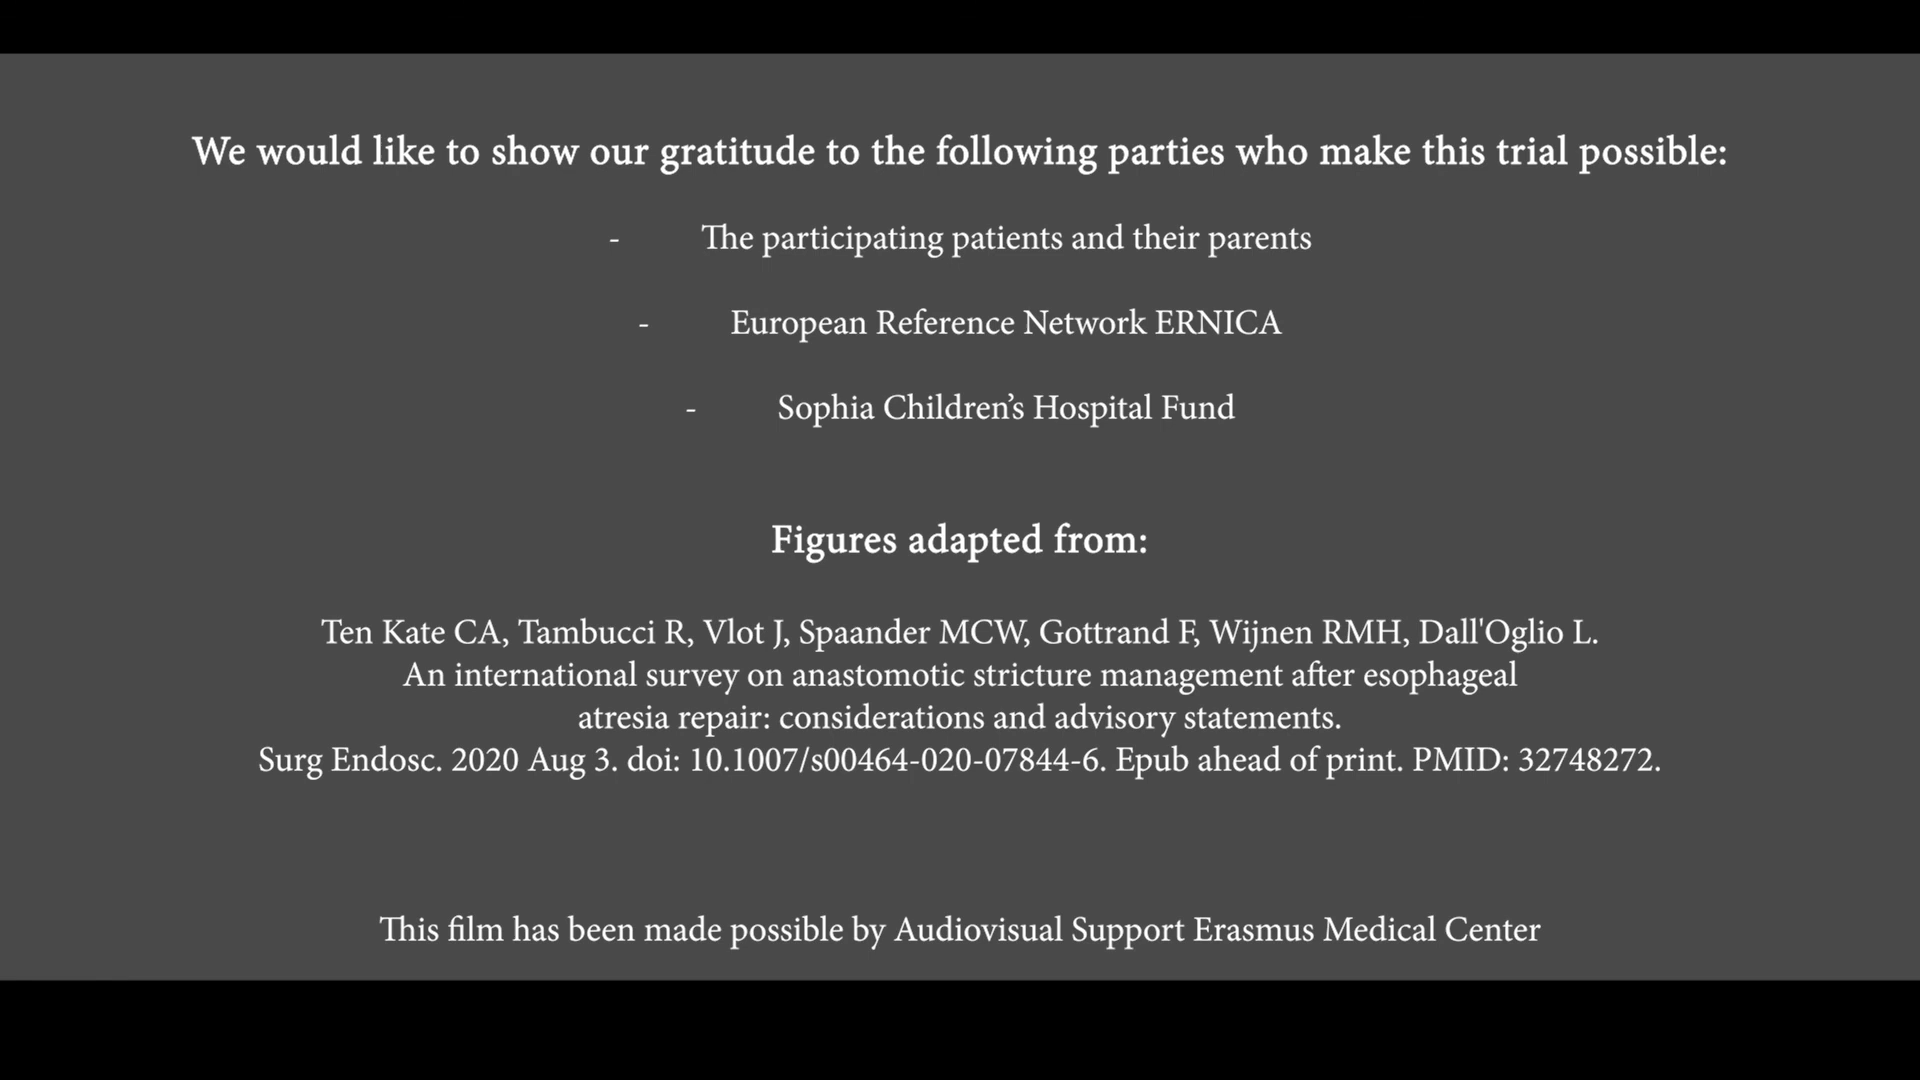 We would like to show our gratitude to the following parties who make this trial possible:
- The participating patients and their parents
- European Reference Network ERNICA
- Sophia Children’s Hospital Fund
Figures adapted from:
Ten Kate CA, Tambucci R, Vlot J, Spaander MCW, Gottrand F, Wijnen RMH, Dall'Oglio L.
An international survey on anastomotic stricture management after esophageal
atresia repair: considerations and advisory statements.
Surg Endosc. 2020 Aug 3. doi: 10.1007/s00464-020-07844-6. Epub ahead of print. PMID: 32748272.
This film has been made possible by Audiovisual Support Erasmus Medical Center